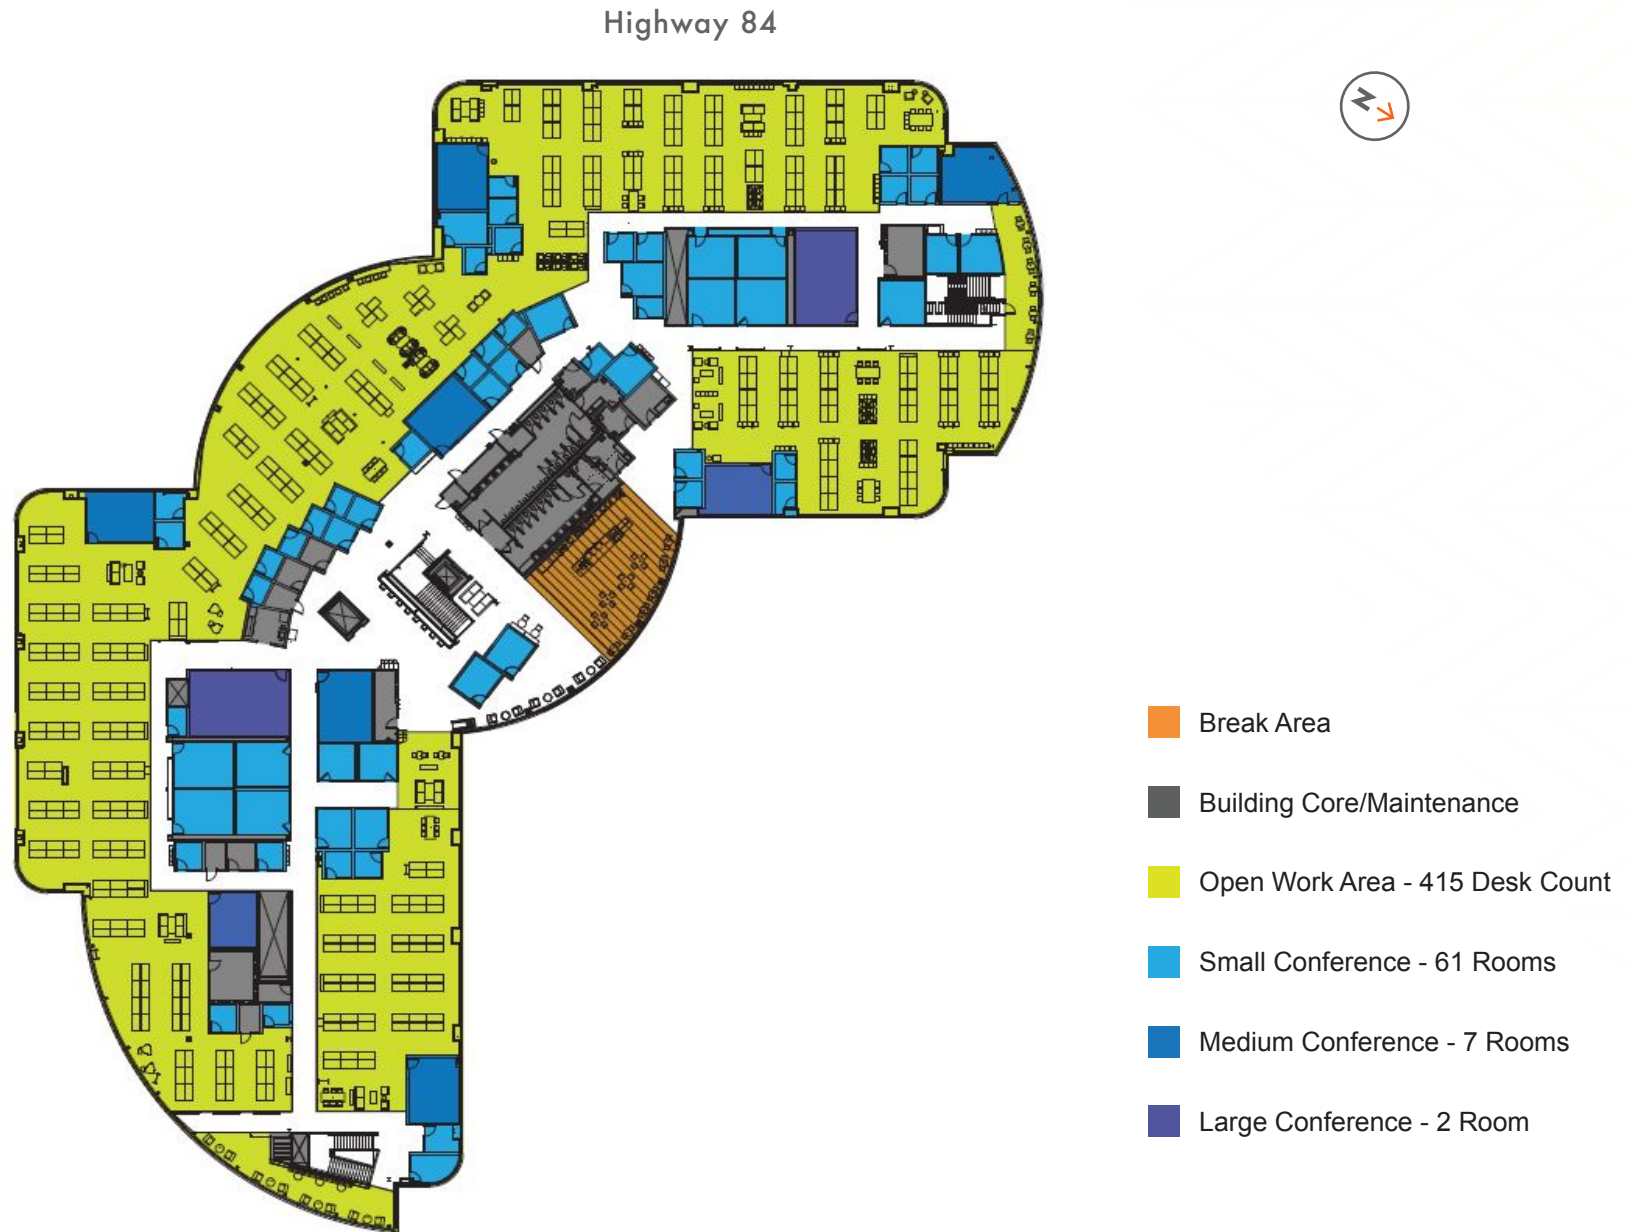 Highway 84
N
Break Area
Building Core/Maintenance
Open Work Area - 415 Desk Count
Small Conference - 61 Rooms
Medium Conference - 7 Rooms
Large Conference - 2 Room